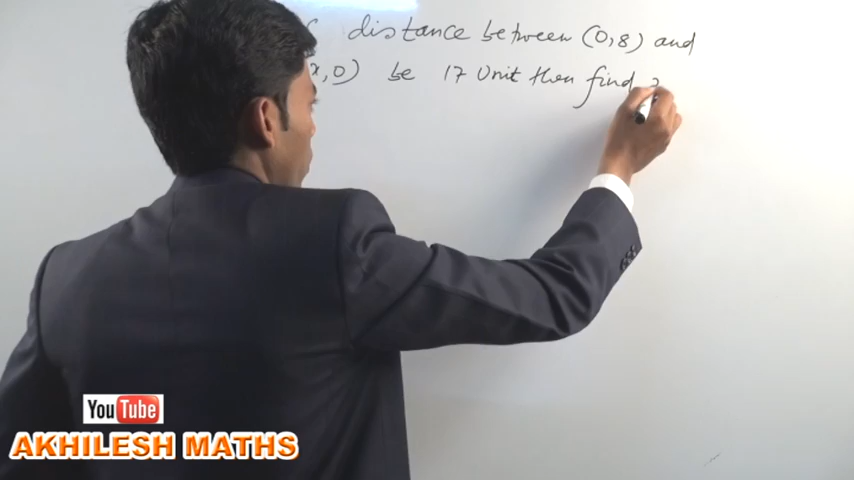 distance between (0,8) and
x,0) be 17 Unit then find
You Tube
AKHILESH MATHS